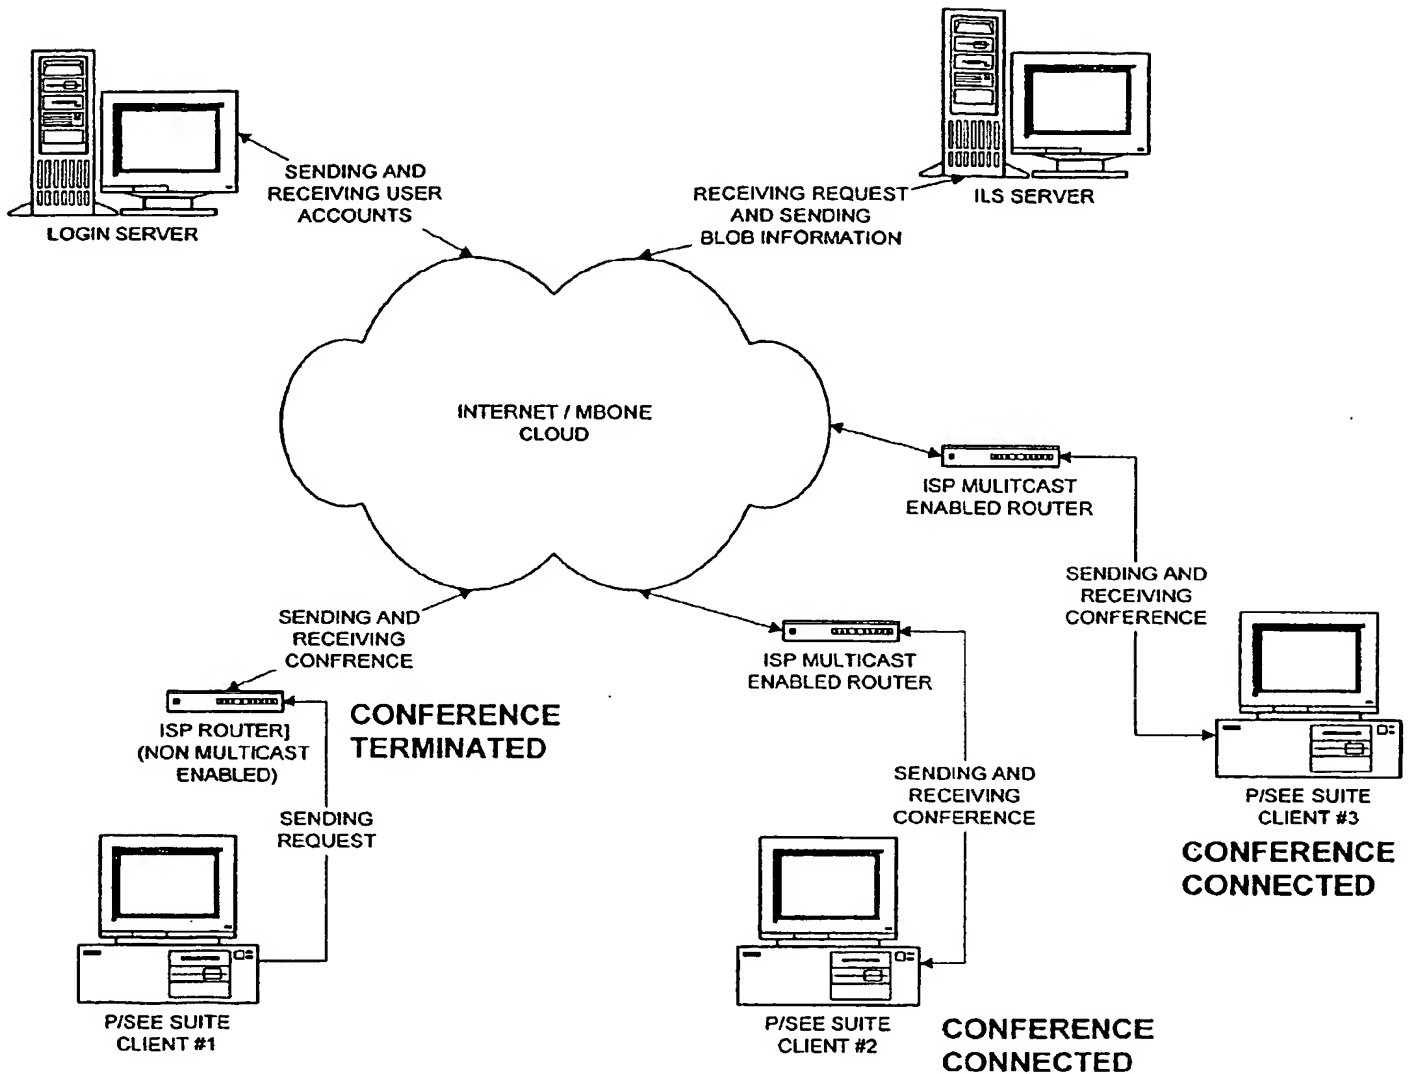 SENDING AND
RECEIVING USER
ACCOUNTS
LOGIN SERVER
RECEIVING REQUEST
AND SENDING
BLOB INFORMATION
ILS SERVER
INTERNET / MBONE
CLOUD
ISP MULITCAST
ENABLED ROUTER
SENDING AND
RECEIVING
CONFERENCE
P/SEE SUITE
CLIENT #3
CONFERENCE
CONNECTED
SENDING AND
RECEIVING
CONFRENCE
ISP ROUTER]
(NON MULTICAST
ENABLED)
CONFERENCE
TERMINATED
SENDING
REQUEST
P/SEE SUITE
CLIENT #1
ISP MULTICAST
ENABLED ROUTER
SENDING AND
RECEIVING
CONFERENCE
P/SEE SUITE
CLIENT #2
CONFERENCE
CONNECTED